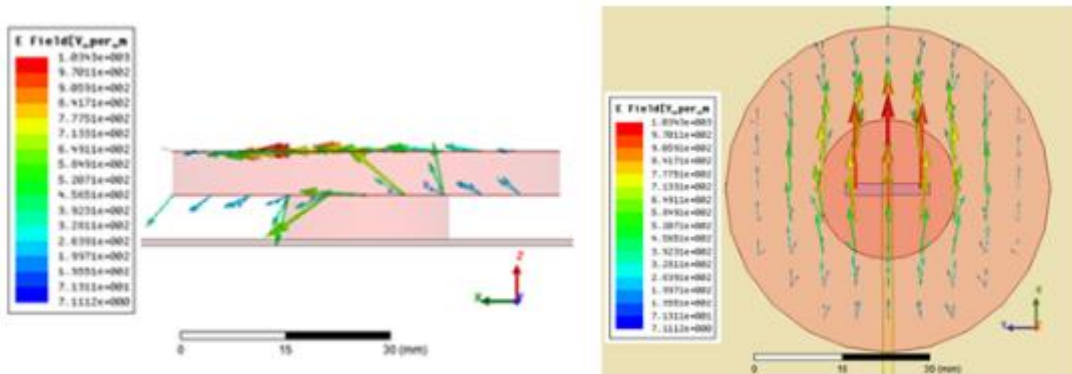 E Field[V_per_m
1.0343e+003
9.7011e+002
9.0591e+002
8.4171e+002
7.7751e+002
7.1331e+002
6.4911e+002
5.8491e+002
5.2071e+002
4.5651e+002
3.9231e+002
3.2811e+002
2.6391e+002
1.9971e+002
1.3551e+002
7.1311e+001
7.1112e+000
Z
X
0 15 30 (mm)
E Field[V_per_m
1.0343e+003
9.7011e+002
9.0591e+002
8.4171e+002
7.7751e+002
7.1331e+002
6.4911e+002
5.8491e+002
5.2071e+002
4.5651e+002
3.9231e+002
3.2811e+002
2.6391e+002
1.9971e+002
1.3551e+002
7.1311e+001
7.1112e+000
0 15 30 (mm)